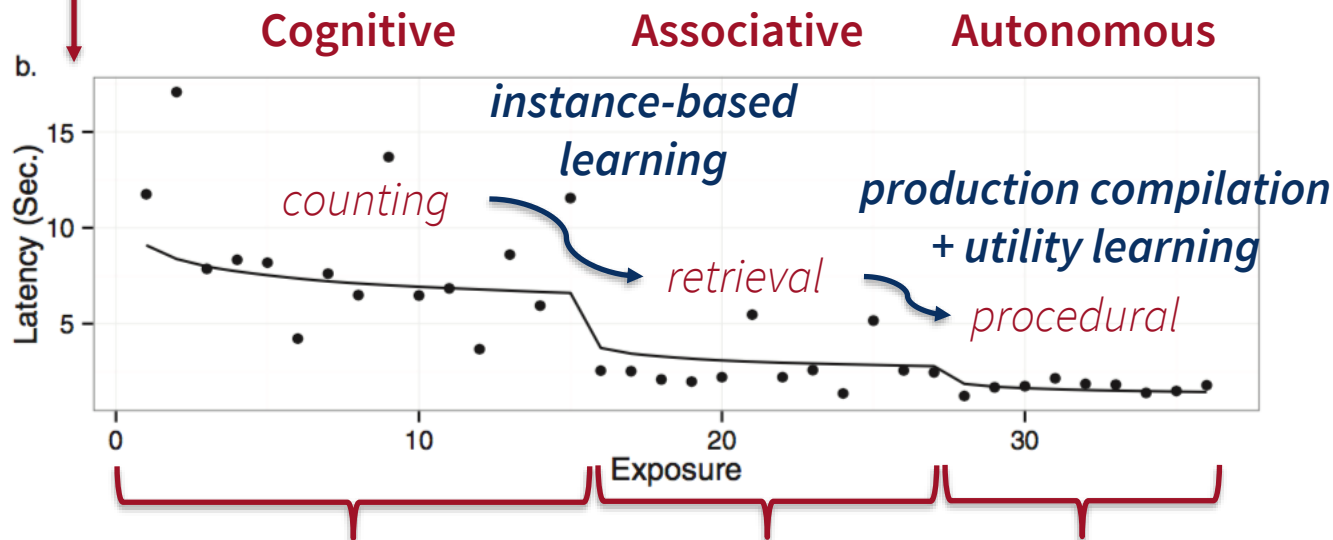 Cognitive Associative Autonomous
b.
instance-based
learning
counting
production compilation
+ utility learning
retrieval
procedural
Latency (Sec.)
15
10
5
0 10 20 30
Exposure